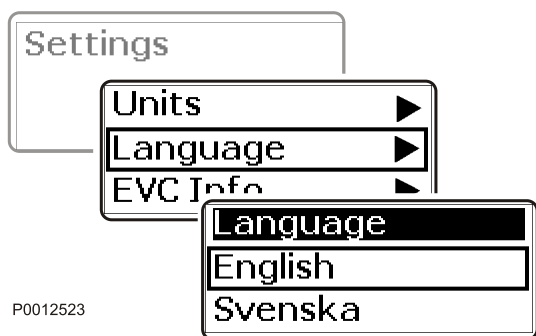 Settings
Units
Language
EVC Info
Language
English
Svenska
P0012523